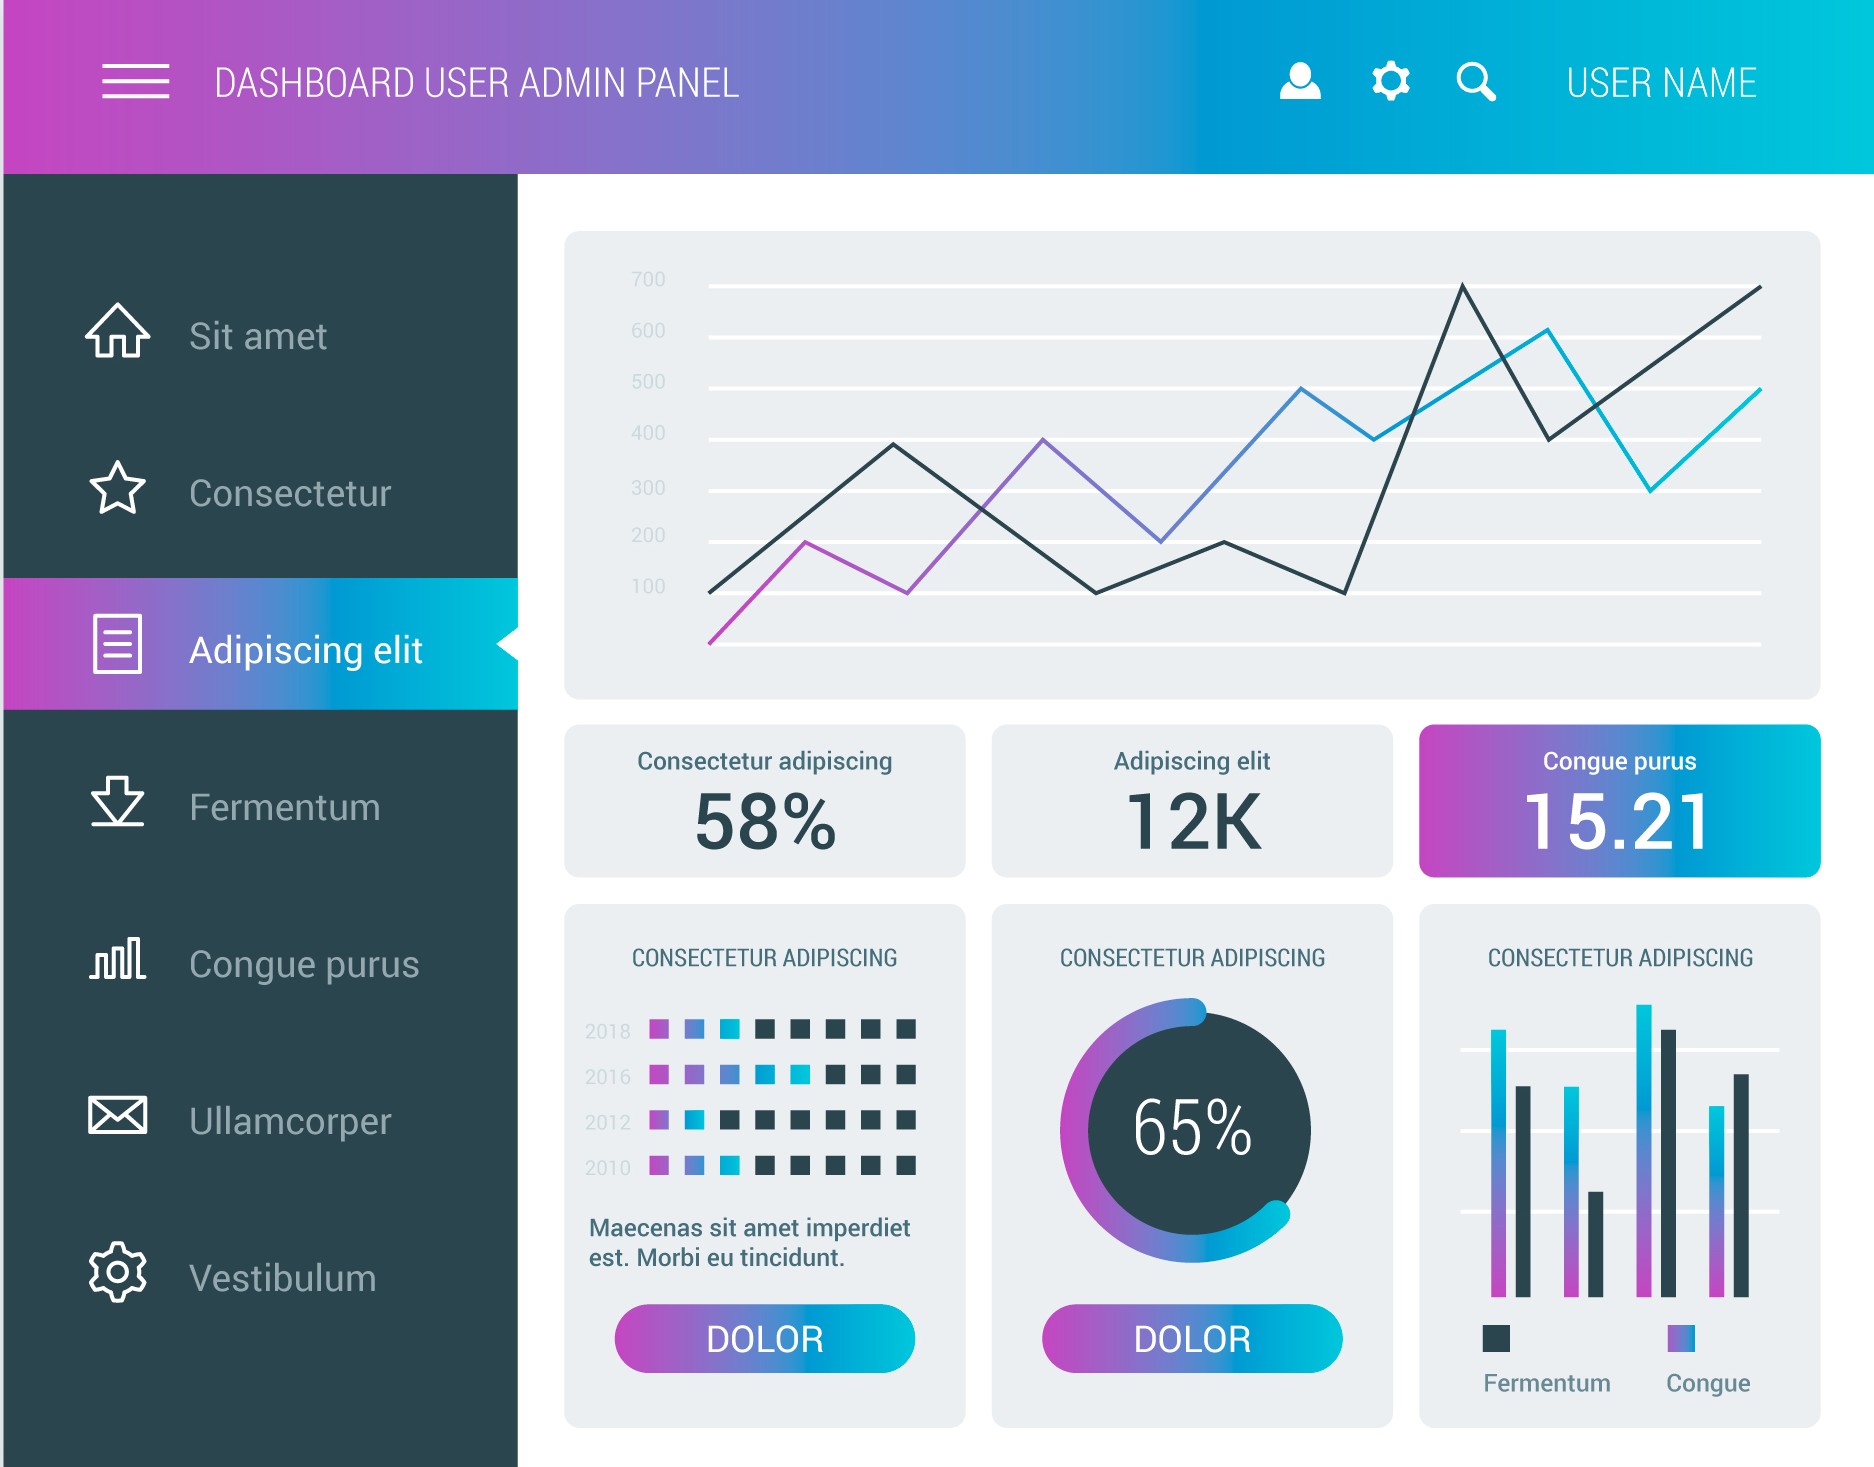 DASHBOARD USER ADMIN PANEL
USER NAME
Sit amet
Consectetur
Adipiscing elit
Fermentum
Congue purus
Ullamcorper
Vestibulum
700
600
500
400
300
200
100
Consectetur adipiscing
58%
Adipiscing elit
12K
Congue purus
15.21
CONSECTETUR ADIPISCING
2018
2016
2012
2010
Maecenas sit amet imperdiet
est. Morbi eu tincidunt.
DOLOR
CONSECTETUR ADIPISCING
65%
DOLOR
CONSECTETUR ADIPISCING
Fermentum
Congue